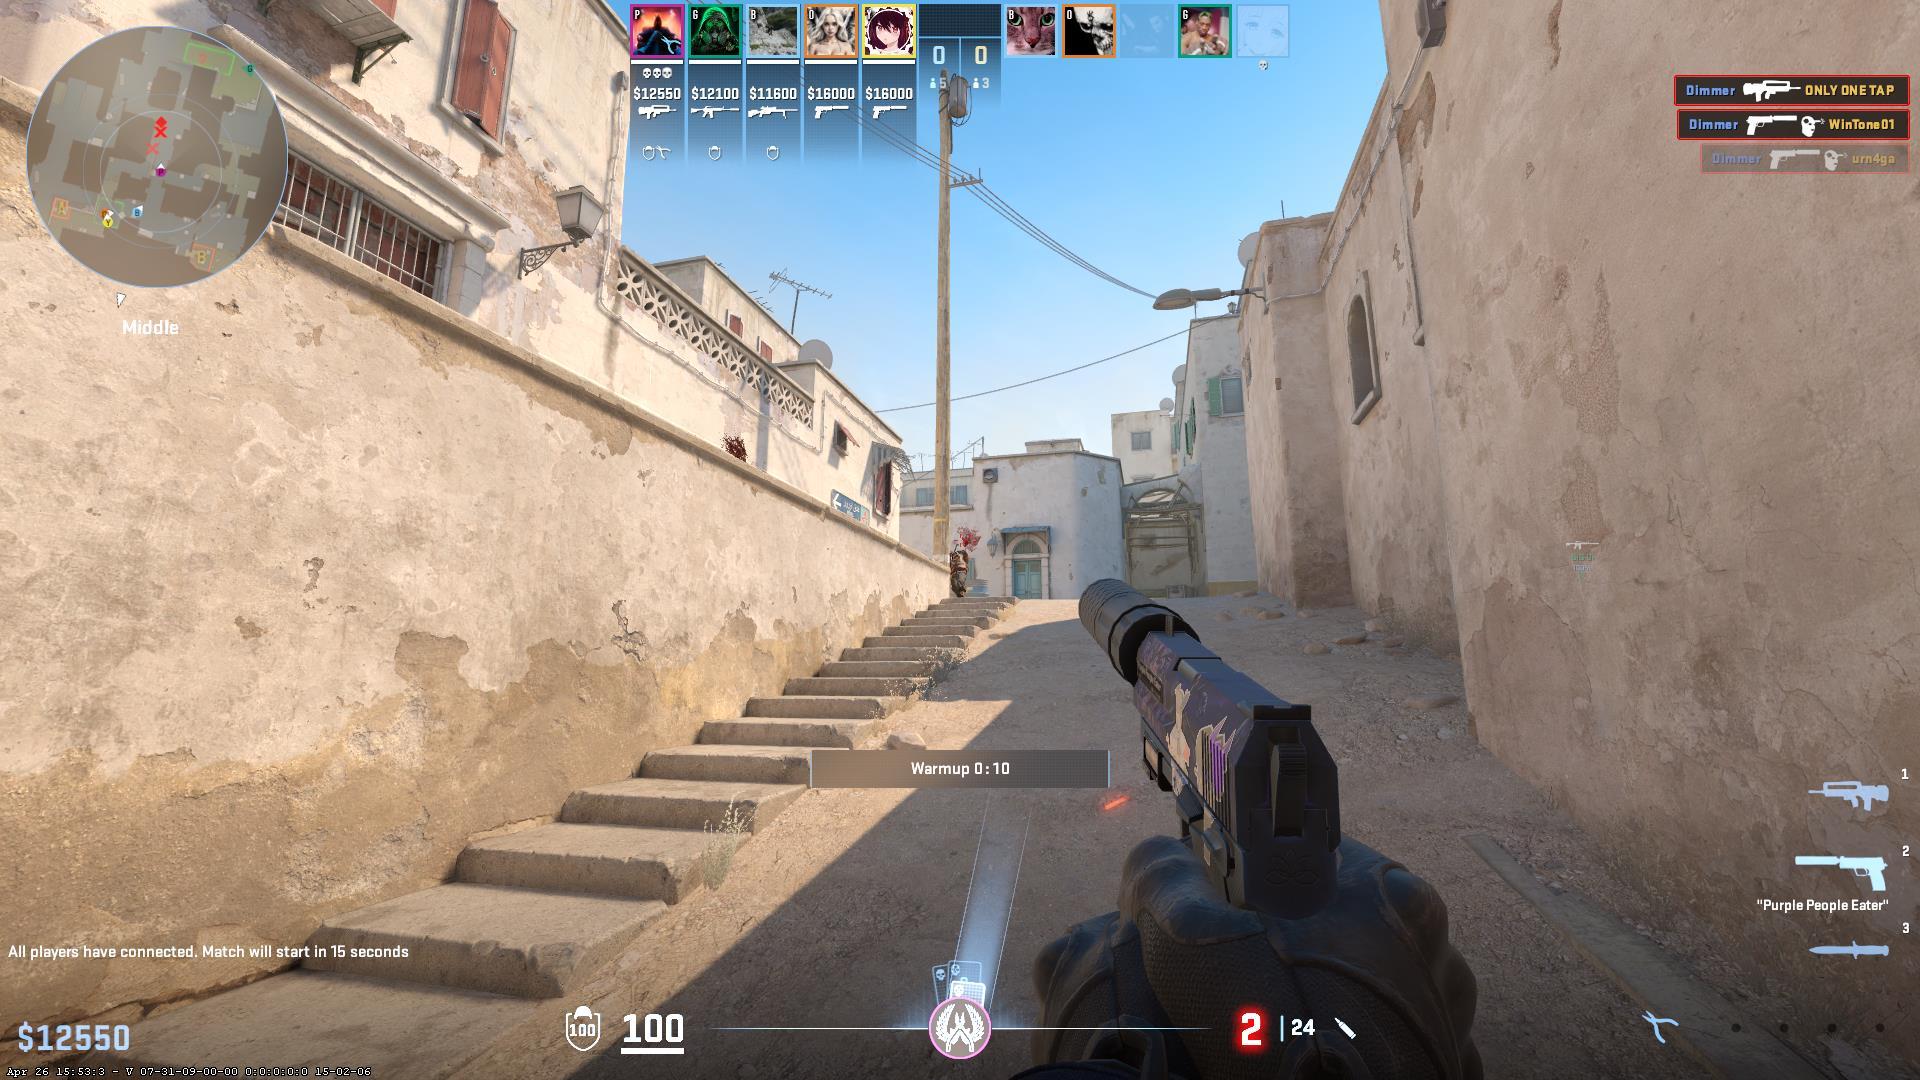 P
G
B
O
Y
B
O
G
0
0
5
3
$12550
$12100
$11600
$16000
$16000
Dimmer ONLY ONE TAP
Dimmer WinTone01
Dimmer urn4ga
A
B
Middle
Warmup 0:10
1
2
"Purple People Eater"
3
All players have connected. Match will start in 15 seconds
$12550
100
100
2
24
Apr 26 15:53:3 - V 07-31-09-00-00 0:0:0:0:0 15-02-06